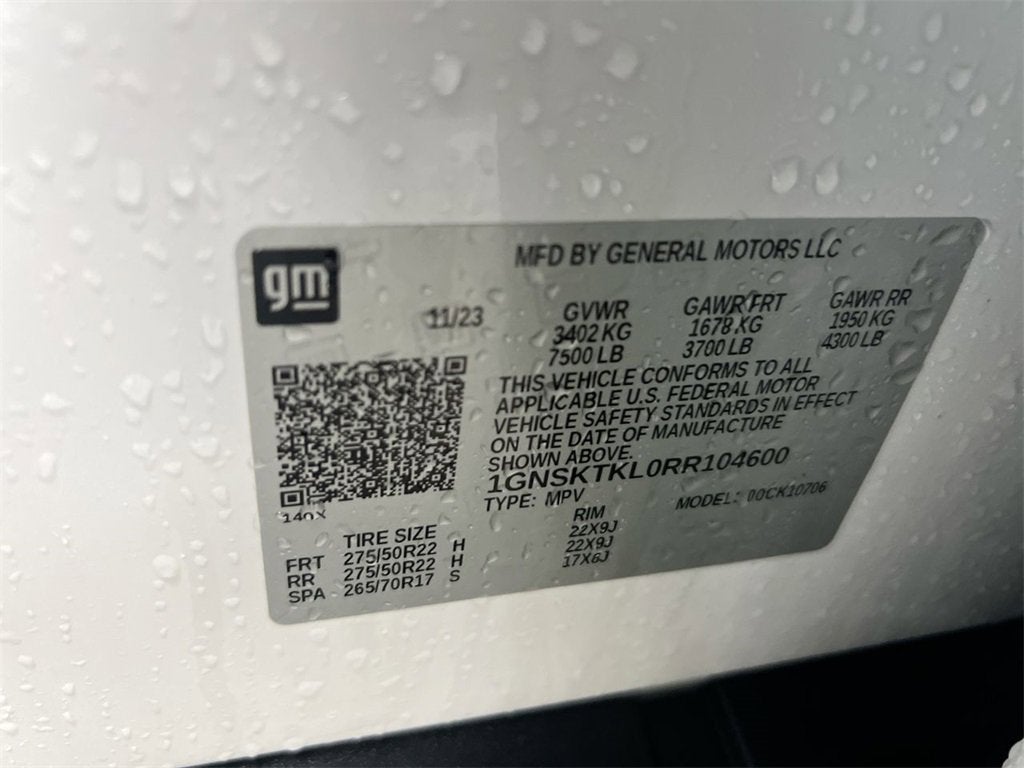 gm
MFD BY GENERAL MOTORS LLC
11/23 GVWR GAWR FRT GAWR RR
3402 KG 1678 KG 1950 KG
7500 LB 3700 LB 4300 LB
THIS VEHICLE CONFORMS TO ALL
APPLICABLE U.S. FEDERAL MOTOR
VEHICLE SAFETY STANDARDS IN EFFECT
ON THE DATE OF MANUFACTURE
SHOWN ABOVE.
1GNSKTKL0RR104600
TYPE: MPV MODEL: 00CK10706
140X
TIRE SIZE RIM
FRT 275/50R22 H 22X9J
RR 275/50R22 H 22X9J
SPA 265/70R17 S 17X8J